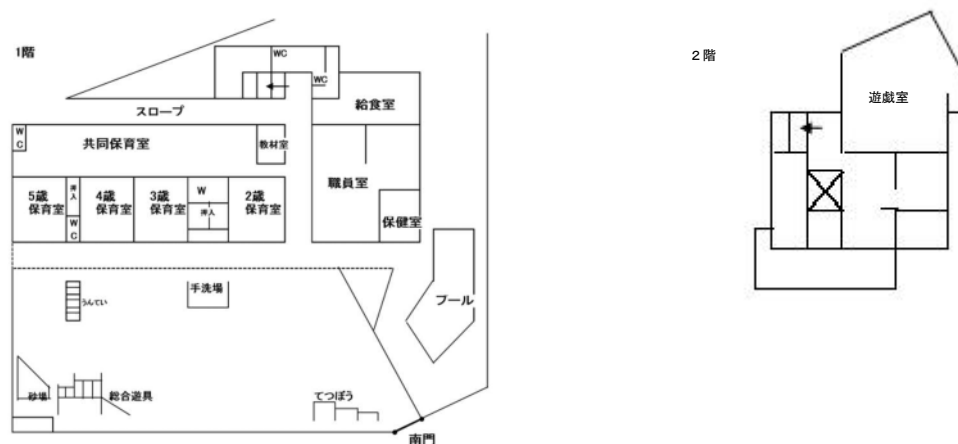 1階
WC
WC
スロープ
給食室
W
C
共同保育室
教材室
職員室
5歳
保育室
押入
W
C
4歳
保育室
3歳
保育室
W
押入
2歳
保育室
保健室
うんてい
手洗場
プール
砂場
総合遊具
てつぼう
南門
2階
遊戯室